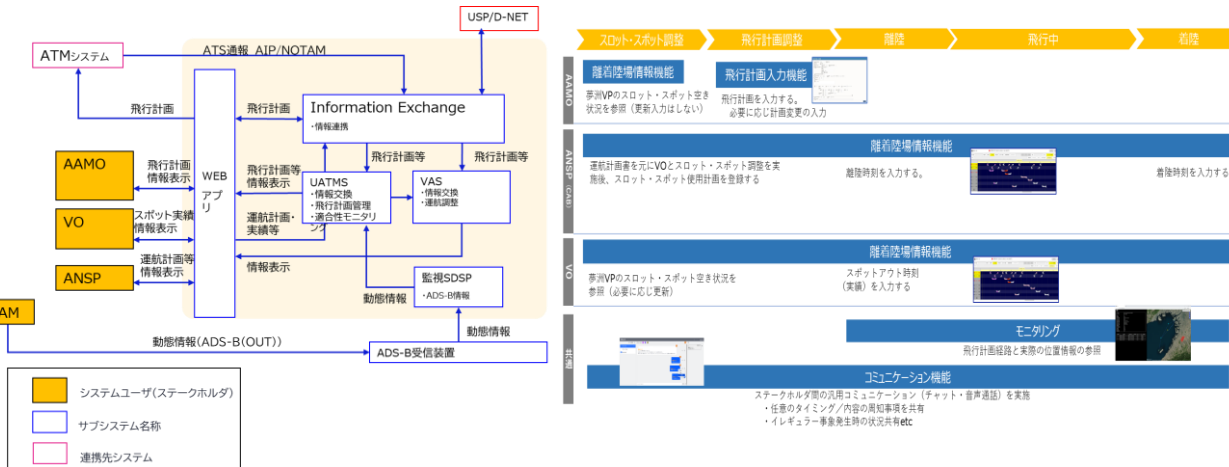 USP/D-NET
ATS通報 AIP/NOTAM
ATMシステム
飛行計画
飛行計画
Information Exchange
・情報連携
飛行計画等
飛行計画等
AAMO
飛行計画
情報表示
WEB
アプ
リ
飛行計画等
情報表示
UATMS
・情報交換
・飛行計画管理
・適合性モニタリ
ング
VAS
・情報交換
・運航調整
VO
スポット実績
情報表示
運航計画・
実績等
ANSP
運航計画等
情報表示
情報表示
動態情報
監視SDSP
・ADS-B情報
AM
動態情報(ADS-B(OUT))
動態情報
ADS-B受信装置
システムユーザ(ステークホルダ)
サブシステム名称
連携先システム
スロット・スポット調整
飛行計画調整
離陸
飛行中
着陸
AAMO
離着陸場情報機能
夢洲VPのスロット・スポット空き
状況を参照（更新入力はしない）
飛行計画入力機能
飛行計画を入力する。
必要に応じ計画変更の入力
ANSP（CAB）
離着陸場情報機能
運航計画書を元にVOとスロット・スポット調整を実
施後、スロット・スポット使用計画を登録する
離陸時刻を入力する。
着陸時刻を入力する
VO
離着陸場情報機能
夢洲VPのスロット・スポット空き状況を
参照（必要に応じ更新）
スポットアウト時刻
（実績）を入力する
共通
モニタリング
飛行計画経路と実際の位置情報の参照
コミュニケーション機能
ステークホルダ間の汎用コミュニケーション（チャット・音声通話）を実施
・任意のタイミング／内容の周知事項を共有
・イレギュラー事象発生時の状況共有etc